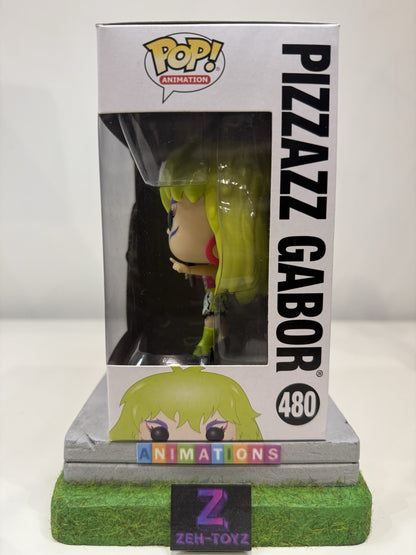 POP!
ANIMATION
PIZZAZZ GABOR®
480
ANIMATIONS
Z
ZEH-TOYZ